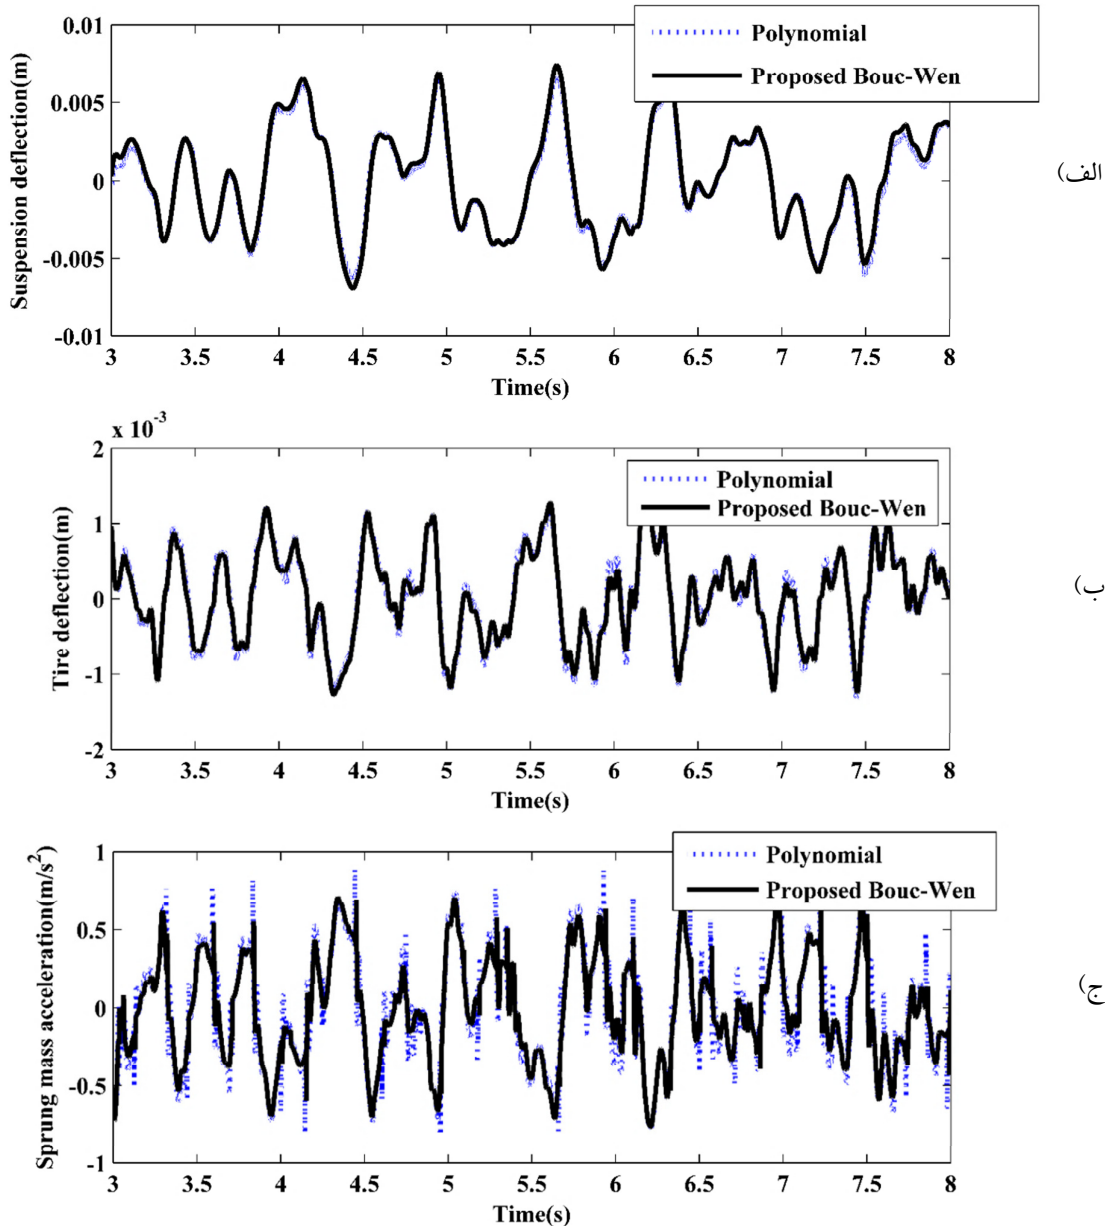 Polynomial
Proposed Bouc-Wen
Suspension deflection(m)
0.01
0.005
0
-0.005
-0.01
3 3.5 4 4.5 5 5.5 6 6.5 7 7.5 8
Time(s)
الف)
x 10-3
Polynomial
Proposed Bouc-Wen
Tire deflection(m)
2
1
0
-1
-2
3 3.5 4 4.5 5 5.5 6 6.5 7 7.5 8
Time(s)
ب)
Polynomial
Proposed Bouc-Wen
Sprung mass acceleration(m/s²)
1
0.5
0
-0.5
-1
3 3.5 4 4.5 5 5.5 6 6.5 7 7.5 8
Time(s)
ج)